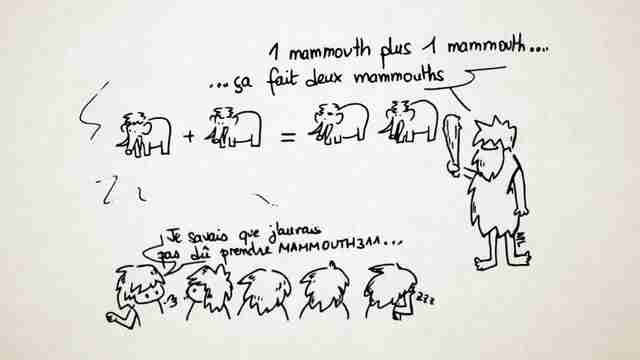 1 mammouth plus 1 mammouth....
...ça fait deux mammouths
+ =
Je savais que j'aurais
pas dû prendre MAMMOUTH311...
zzz